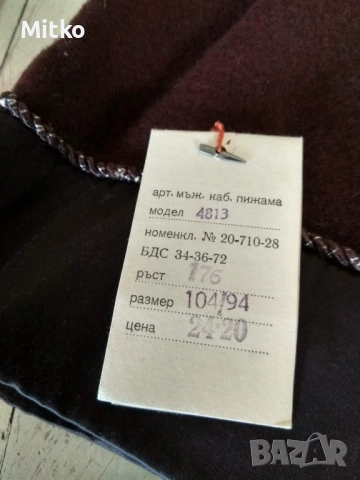 Mitko
арт. мъж. каб. пижама
модел 4813
номенкл. № 20-710-28
БДС 34-36-72
ръст 176
размер 104/94
цена 24·20
BAZAR